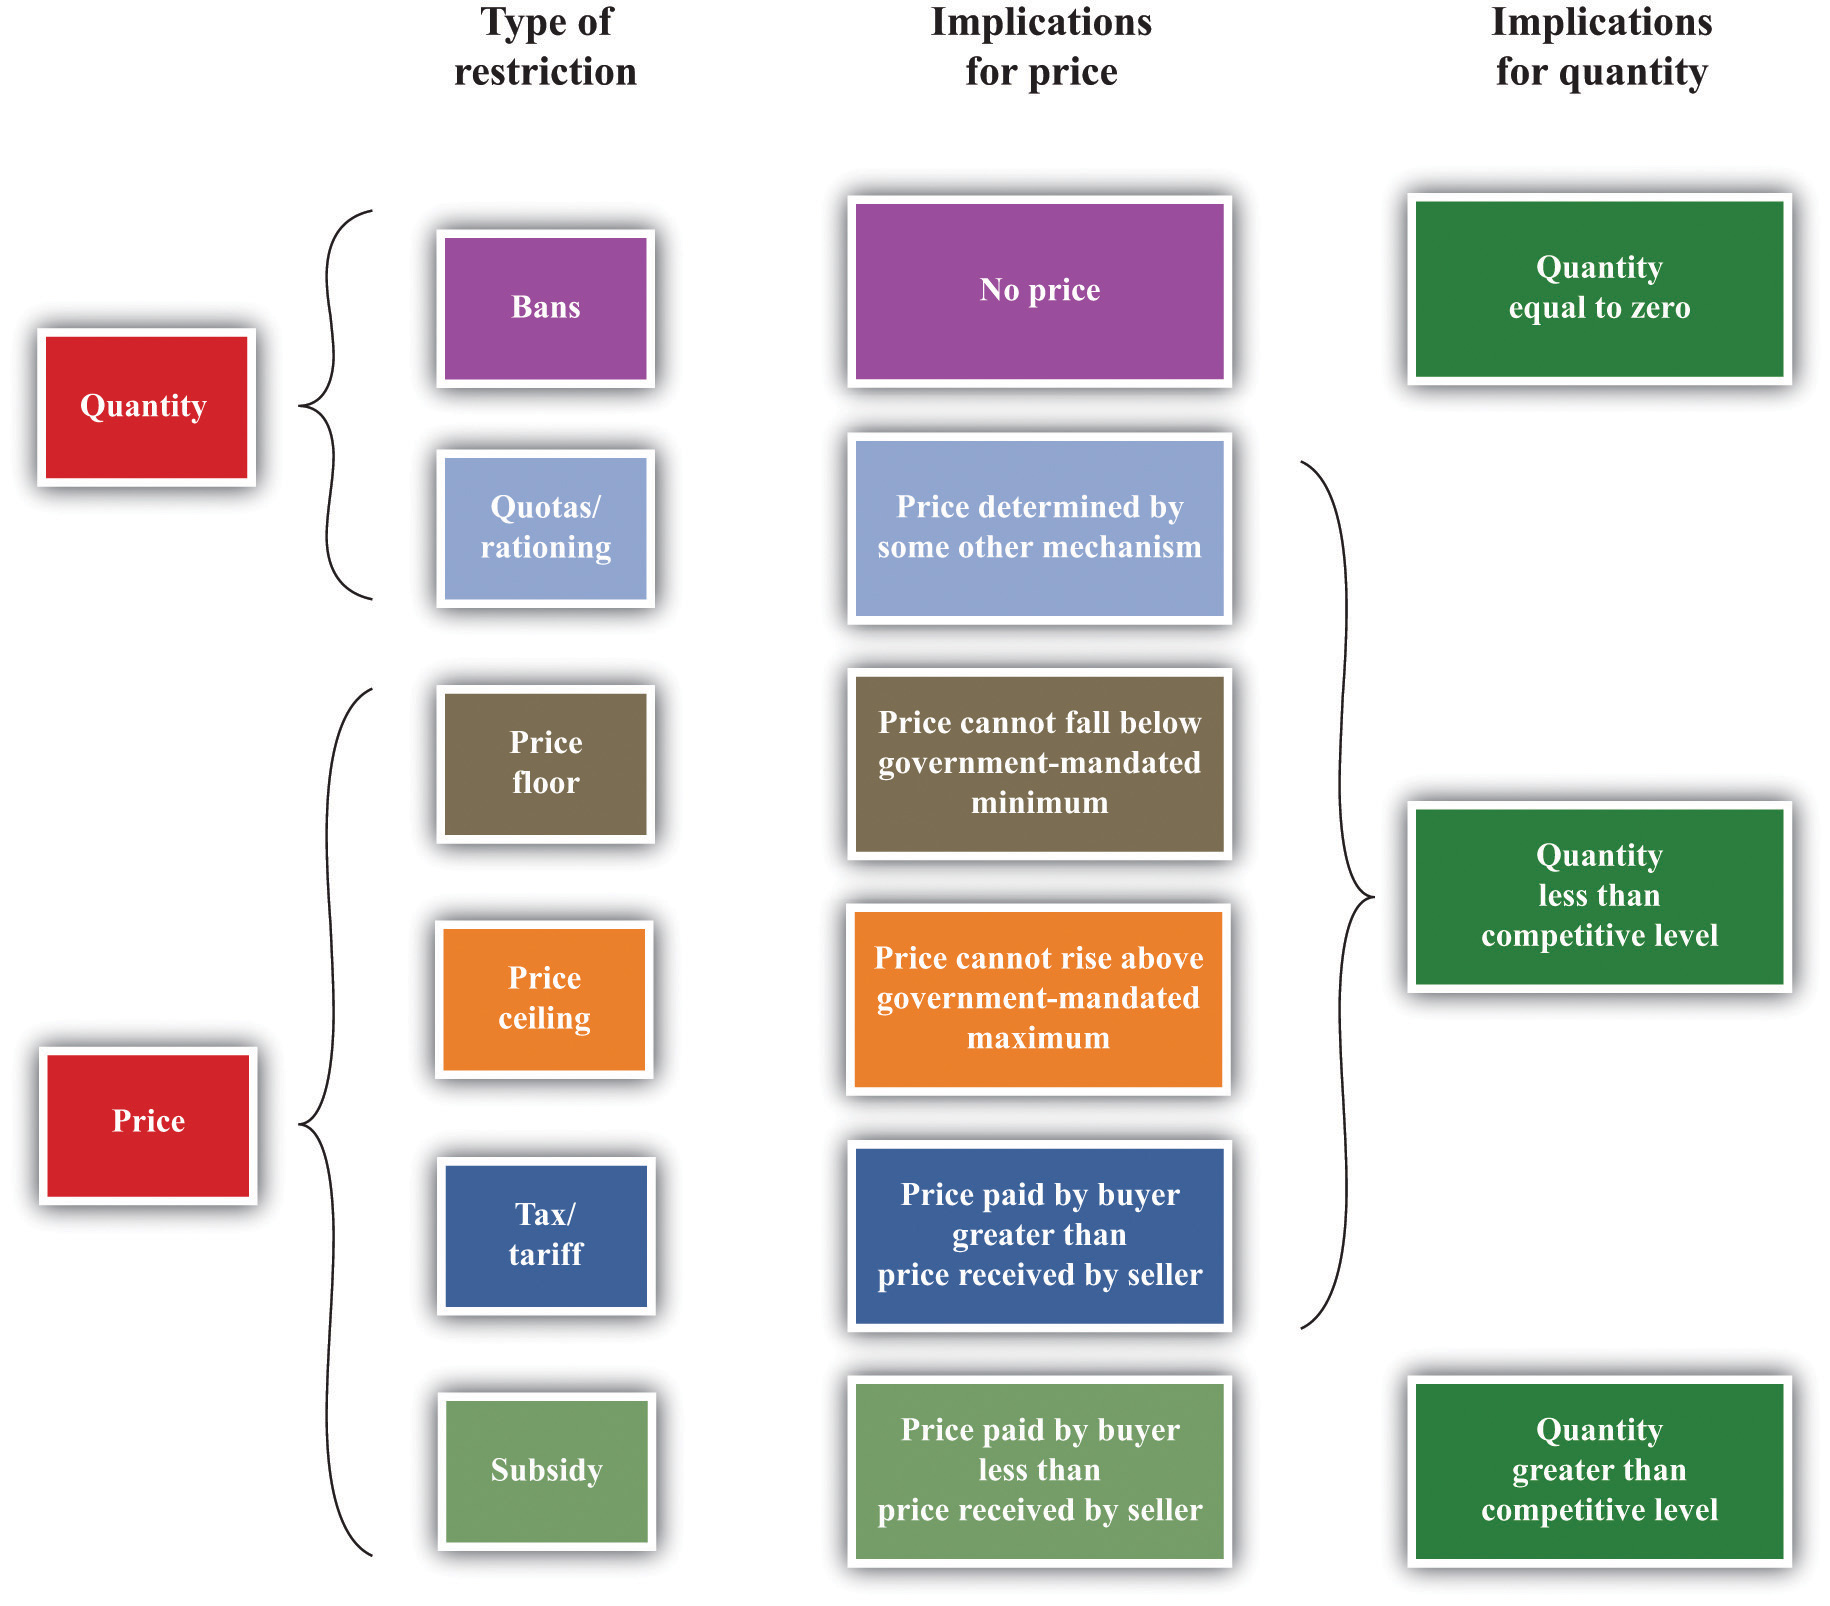 Type of
restriction
Implications
for price
Implications
for quantity
Quantity
Bans
No price
Quantity
equal to zero
Quotas/
rationing
Price determined by
some other mechanism
Price
floor
Price cannot fall below
government-mandated
minimum
Price
ceiling
Price cannot rise above
government-mandated
maximum
Quantity
less than
competitive level
Price
Tax/
tariff
Price paid by buyer
greater than
price received by seller
Subsidy
Price paid by buyer
less than
price received by seller
Quantity
greater than
competitive level